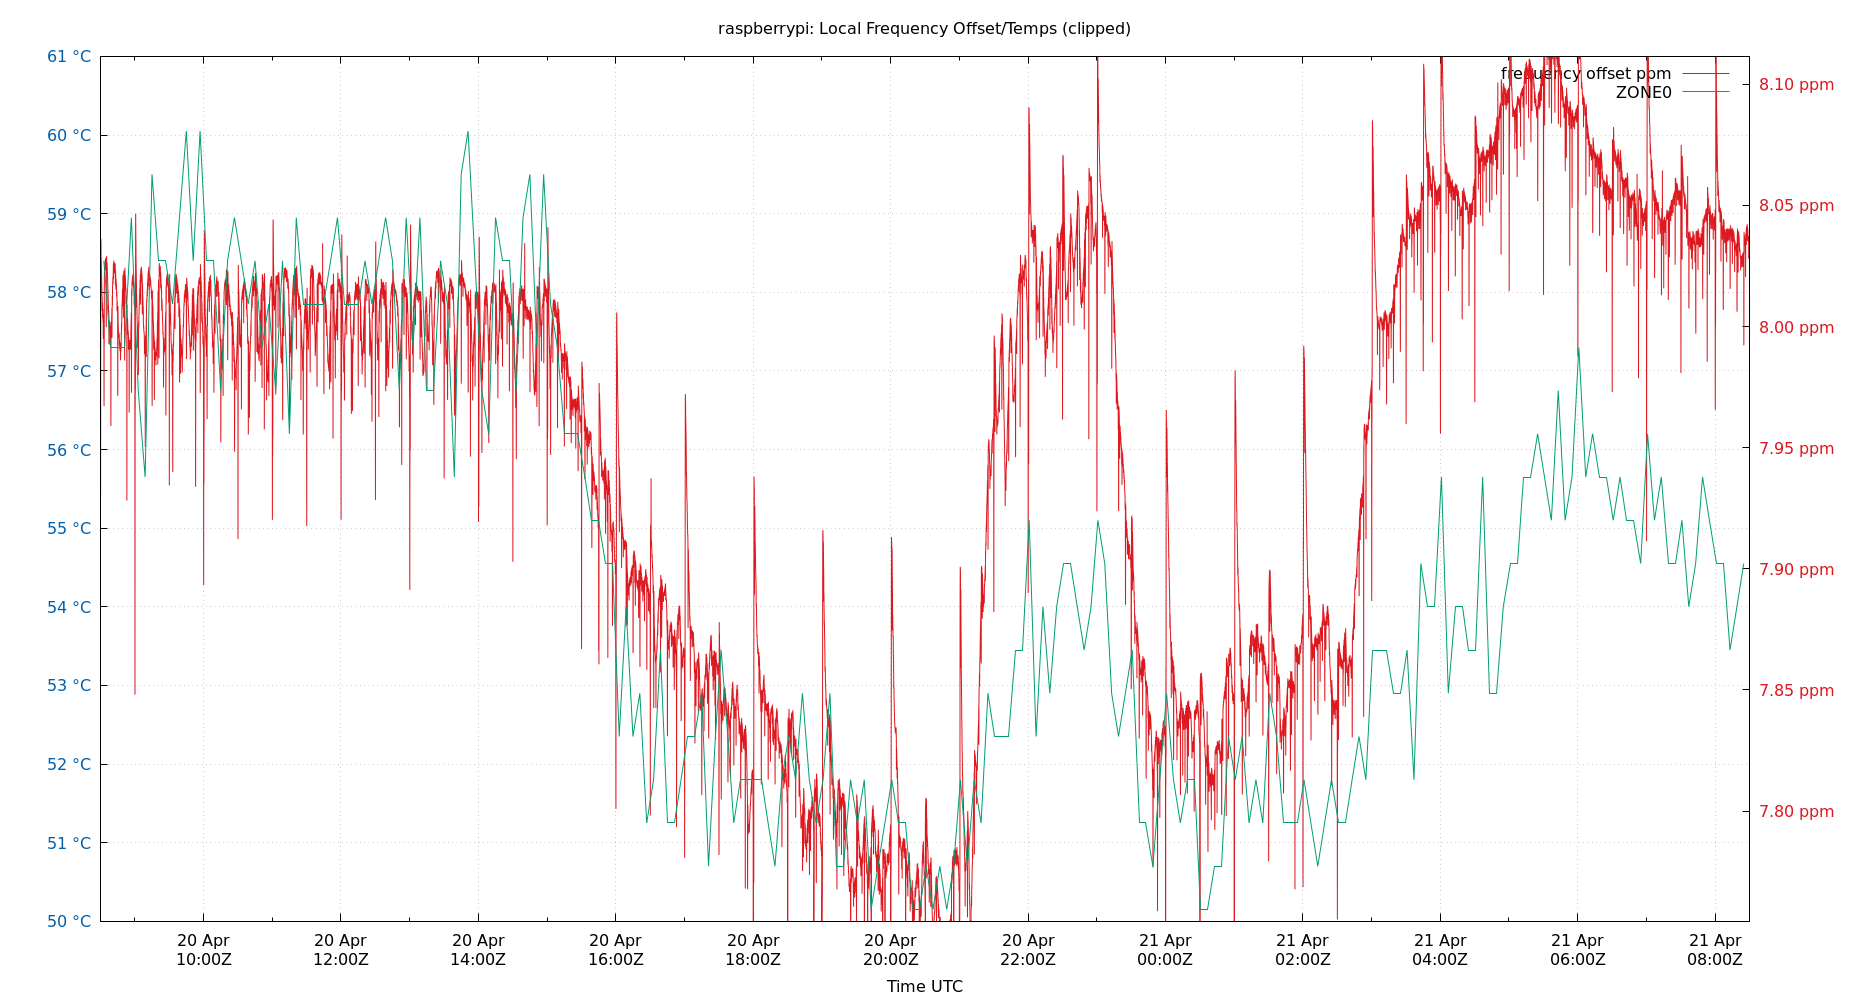 raspberrypi: Local Frequency Offset/Temps (clipped)
61 °C
60 °C
59 °C
58 °C
57 °C
56 °C
55 °C
54 °C
53 °C
52 °C
51 °C
50 °C
frequency offset ppm
ZONE0
8.10 ppm
8.05 ppm
8.00 ppm
7.95 ppm
7.90 ppm
7.85 ppm
7.80 ppm
20 Apr 20 Apr 20 Apr 20 Apr 20 Apr 20 Apr 20 Apr 21 Apr 21 Apr 21 Apr 21 Apr 21 Apr
10:00Z 12:00Z 14:00Z 16:00Z 18:00Z 20:00Z 22:00Z 00:00Z 02:00Z 04:00Z 06:00Z 08:00Z
Time UTC